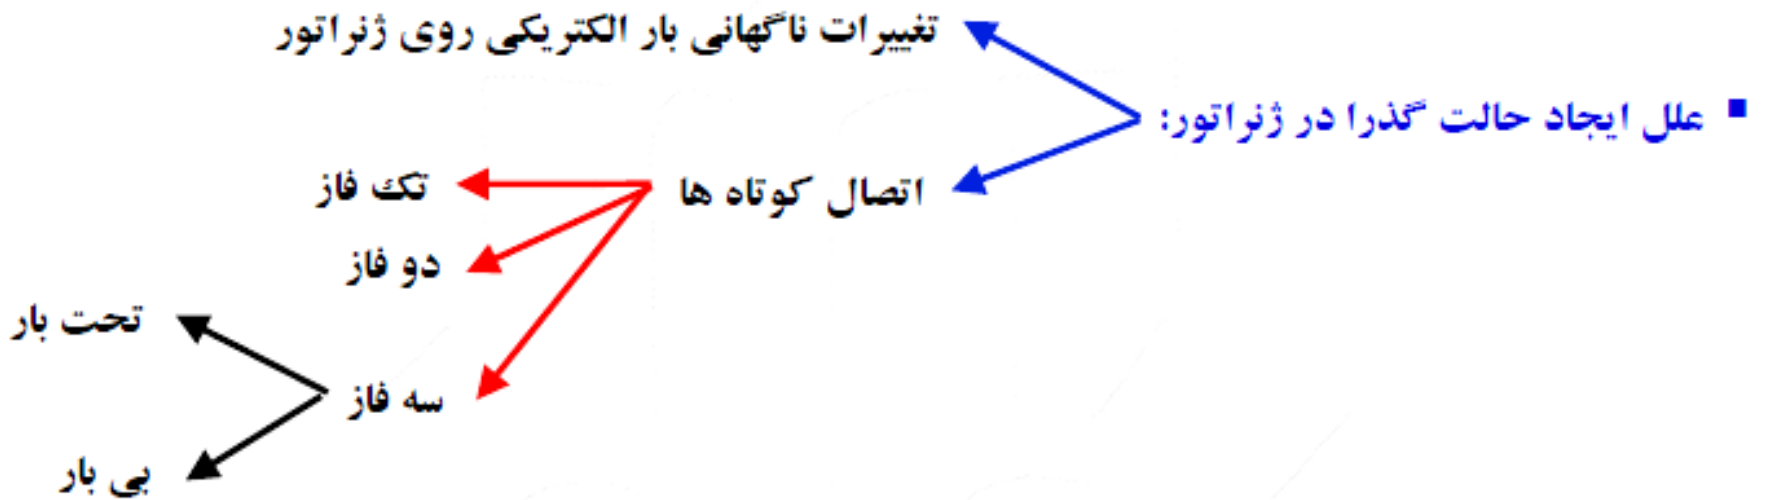 تغییرات ناگهانی بار الکتریکی روی ژنراتور
▪ علل ایجاد حالت گذرا در ژنراتور:
اتصال کوتاه ها
تک فاز
دو فاز
سه فاز
تحت بار
بی بار